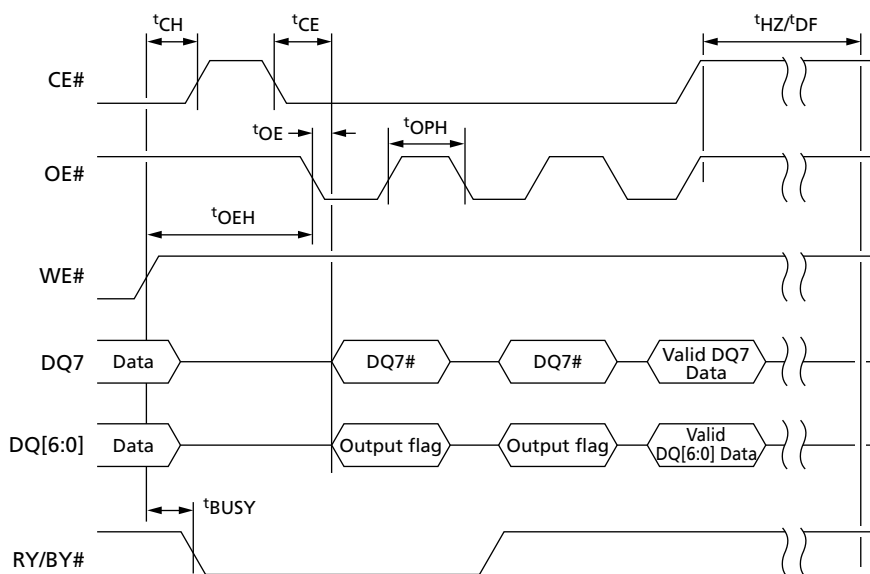 tCH tCE tHZ/tDF
CE#
tOE tOPH
OE#
tOEH
WE#
DQ7 Data DQ7# DQ7# Valid DQ7
Data
DQ[6:0] Data Output flag Output flag Valid
DQ[6:0] Data
tBUSY
RY/BY#